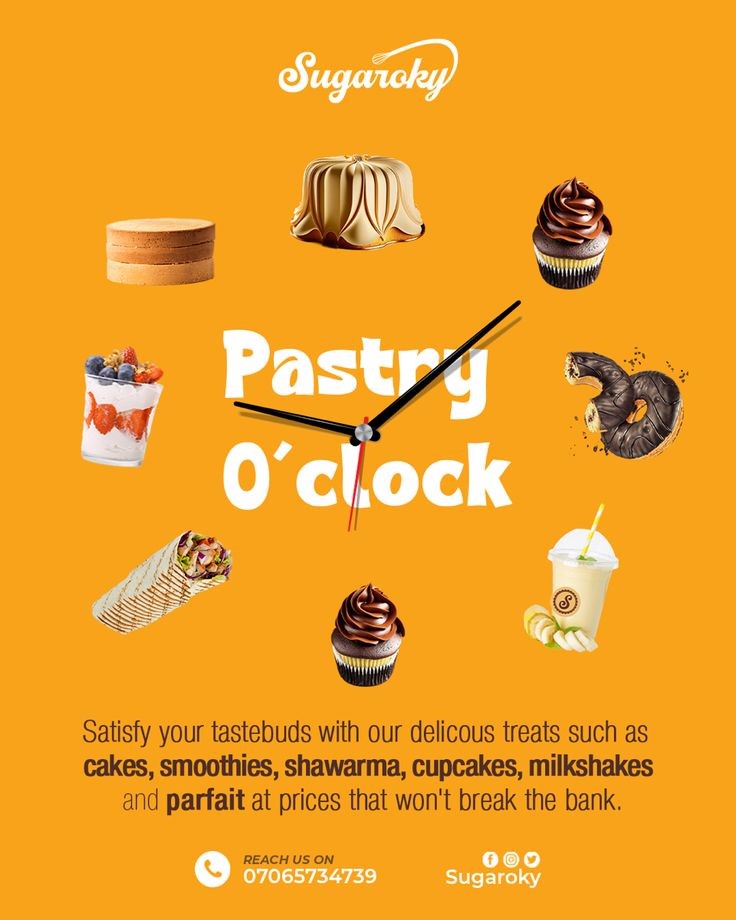 Sugaroky
Pastry
O'clock
S
Satisfy your tastebuds with our delicous treats such as
cakes, smoothies, shawarma, cupcakes, milkshakes
and parfait at prices that won't break the bank.
REACH US ON
07065734739
Sugaroky